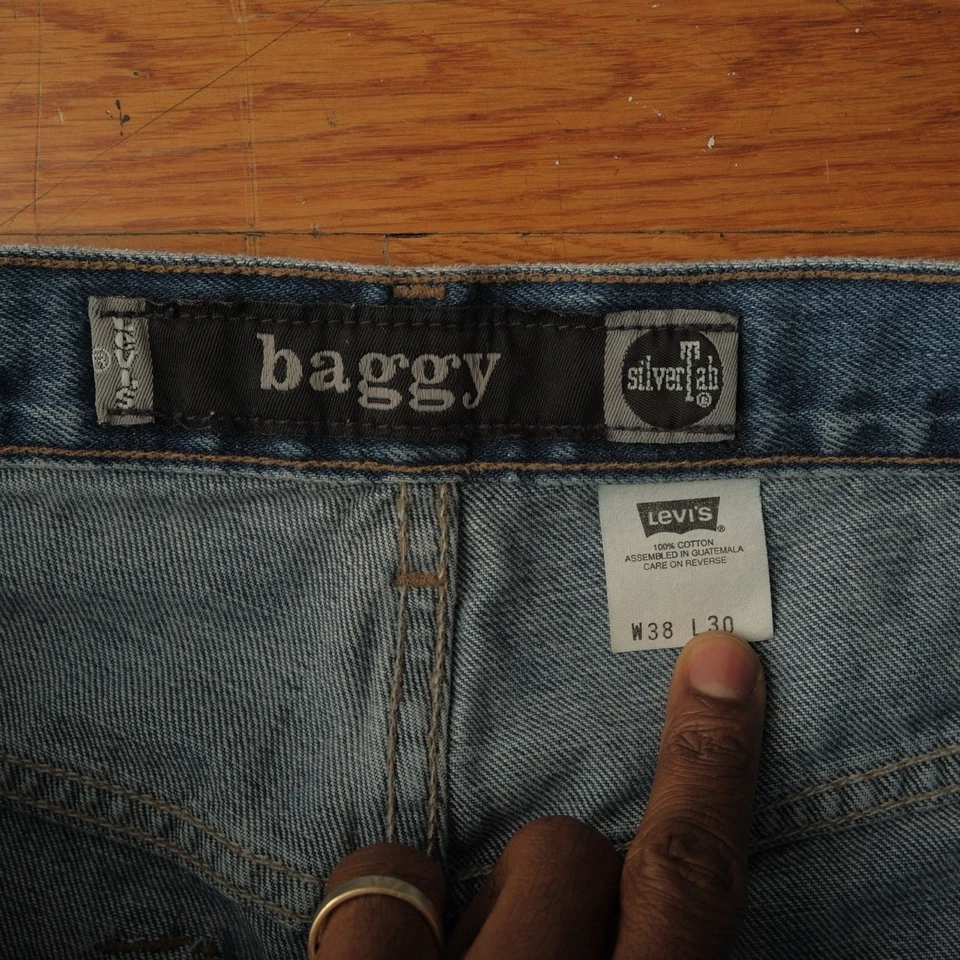 LEVI'S ®
baggy
silverTab ®
LEVI'S ®
100% COTTON
ASSEMBLED IN GUATEMALA
CARE ON REVERSE
W38 L30